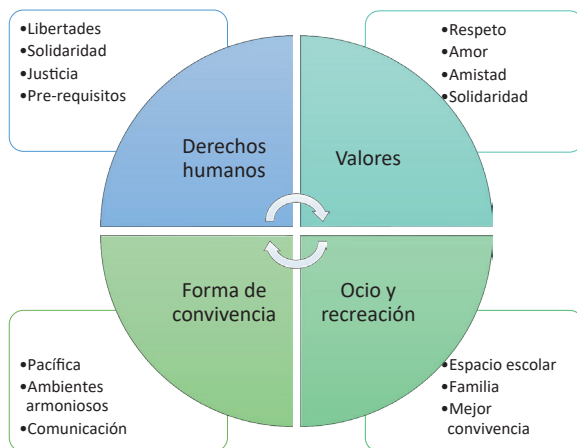 •Libertades
•Solidaridad
•Justicia
•Pre-requisitos
•Respeto
•Amor
•Amistad
•Solidaridad
Derechos
humanos
Valores
Forma de
convivencia
Ocio y
recreación
•Pacífica
•Ambientes
armoniosos
•Comunicación
•Espacio escolar
•Familia
•Mejor
convivencia